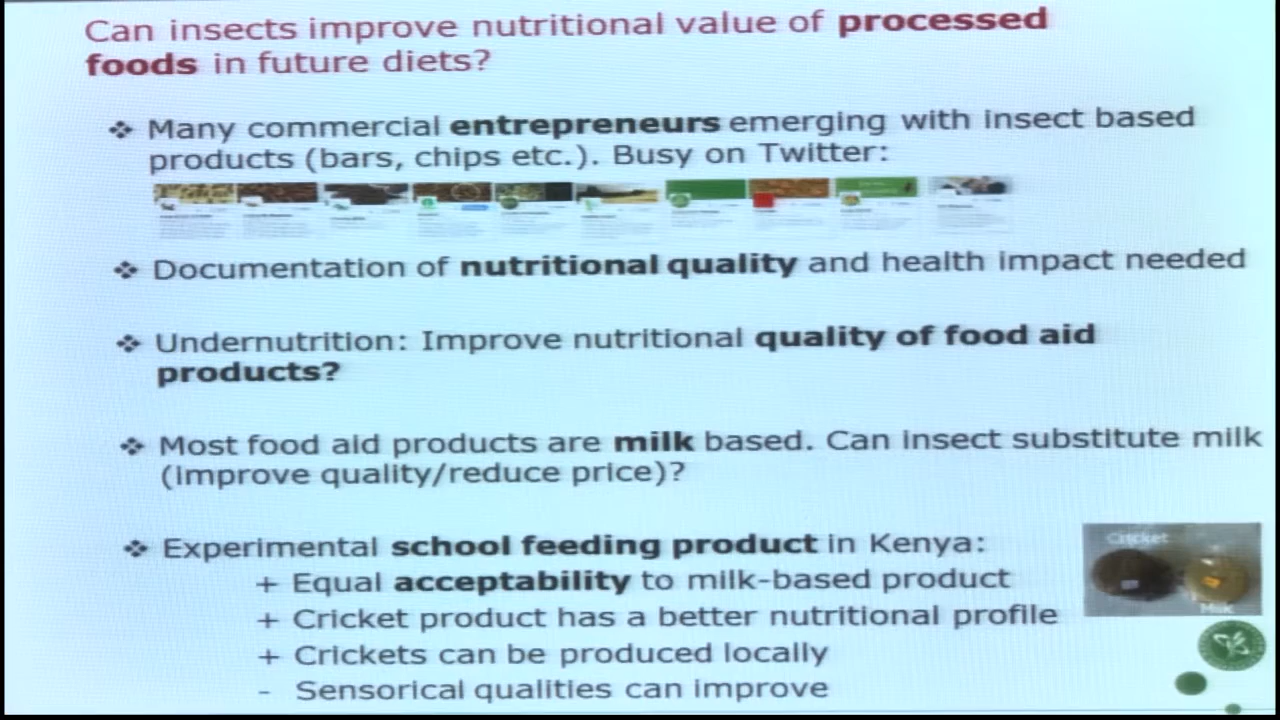 Can insects improve nutritional value of processed
foods in future diets?
❖ Many commercial entrepreneurs emerging with insect based
products (bars, chips etc.). Busy on Twitter:
❖ Documentation of nutritional quality and health impact needed
❖ Undernutrition: Improve nutritional quality of food aid
products?
❖ Most food aid products are milk based. Can insect substitute milk
(Improve quality/reduce price)?
❖ Experimental school feeding product in Kenya:
+ Equal acceptability to milk-based product
+ Cricket product has a better nutritional profile
+ Crickets can be produced locally
- Sensorical qualities can improve
Cricket
Milk